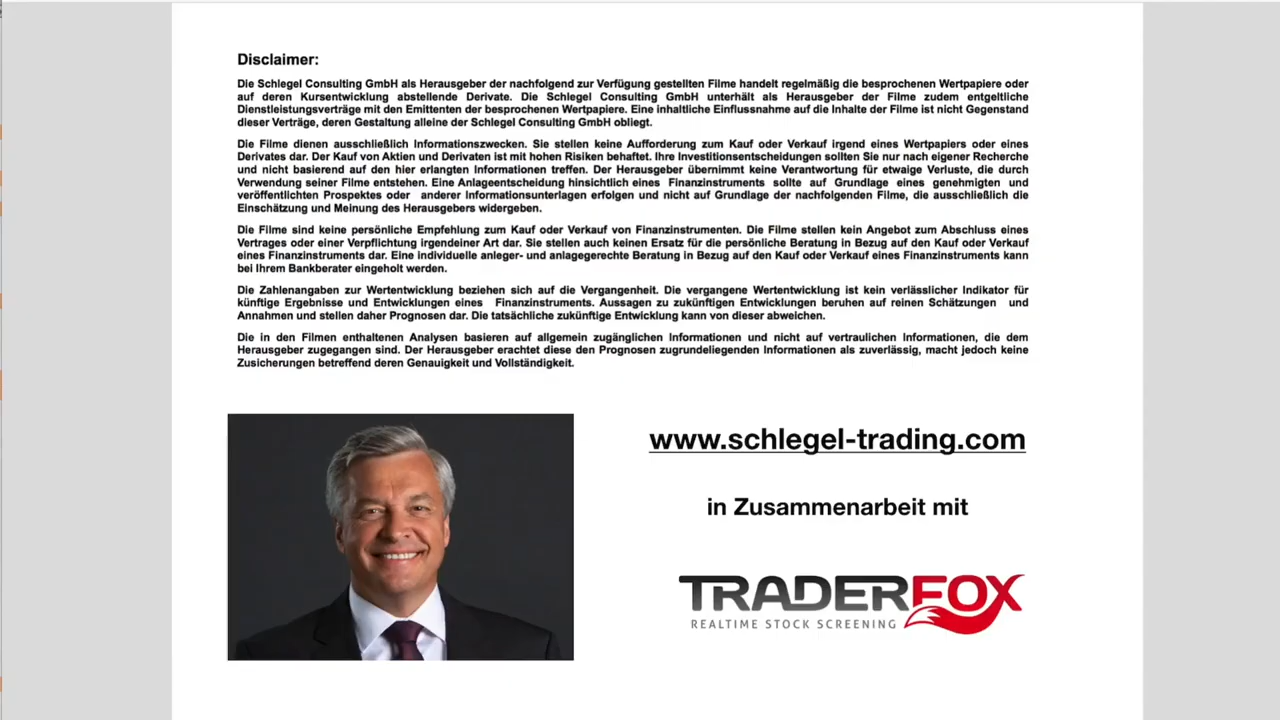 Disclaimer:
Die Schlegel Consulting GmbH als Herausgeber der nachfolgend zur Verfügung gestellten Filme handelt regelmäßig die besprochenen Wertpapiere oder
auf deren Kursentwicklung abstellende Derivate. Die Schlegel Consulting GmbH unterhält als Herausgeber der Filme zudem entgeltliche
Dienstleistungsverträge mit den Emittenten der besprochenen Wertpapiere. Eine inhaltliche Einflussnahme auf die Inhalte der Filme ist nicht Gegenstand
dieser Verträge, deren Gestaltung alleine der Schlegel Consulting GmbH obliegt.
Die Filme dienen ausschließlich Informationszwecken. Sie stellen keine Aufforderung zum Kauf oder Verkauf irgend eines Wertpapiers oder eines
Derivates dar. Der Kauf von Aktien und Derivaten ist mit hohen Risiken behaftet. Ihre Investitionsentscheidungen sollten Sie nur nach eigener Recherche
und nicht basierend auf den hier erlangten Informationen treffen. Der Herausgeber übernimmt keine Verantwortung für etwaige Verluste, die durch
Verwendung seiner Filme entstehen. Eine Anlageentscheidung hinsichtlich eines Finanzinstruments sollte auf Grundlage eines genehmigten und
veröffentlichten Prospektes oder anderer Informationsunterlagen erfolgen und nicht auf Grundlage der nachfolgenden Filme, die ausschließlich die
Einschätzung und Meinung des Herausgebers widergeben.
Die Filme sind keine persönliche Empfehlung zum Kauf oder Verkauf von Finanzinstrumenten. Die Filme stellen kein Angebot zum Abschluss eines
Vertrages oder einer Verpflichtung irgendeiner Art dar. Sie stellen auch keinen Ersatz für die persönliche Beratung in Bezug auf den Kauf oder Verkauf
eines Finanzinstruments dar. Eine individuelle anleger- und anlagegerechte Beratung in Bezug auf den Kauf oder Verkauf eines Finanzinstruments kann
bei Ihrem Bankberater eingeholt werden.
Die Zahlenangaben zur Wertentwicklung beziehen sich auf die Vergangenheit. Die vergangene Wertentwicklung ist kein verlässlicher Indikator für
künftige Ergebnisse und Entwicklungen eines Finanzinstruments. Aussagen zu zukünftigen Entwicklungen beruhen auf reinen Schätzungen und
Annahmen und stellen daher Prognosen dar. Die tatsächliche zukünftige Entwicklung kann von dieser abweichen.
Die in den Filmen enthaltenen Analysen basieren auf allgemein zugänglichen Informationen und nicht auf vertraulichen Informationen, die dem
Herausgeber zugegangen sind. Der Herausgeber erachtet diese den Prognosen zugrundeliegenden Informationen als zuverlässig, macht jedoch keine
Zusicherungen betreffend deren Genauigkeit und Vollständigkeit.
www.schlegel-trading.com
in Zusammenarbeit mit
TRADERFOX
REALTIME STOCK SCREENING